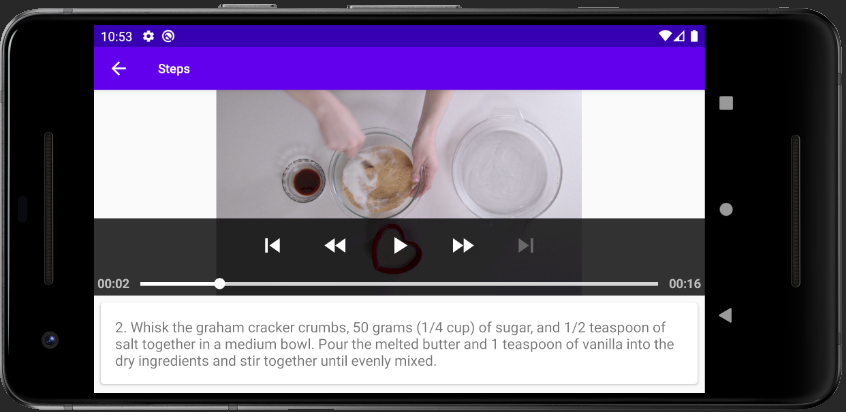 10:53
Steps
00:02
00:16
2. Whisk the graham cracker crumbs, 50 grams (1/4 cup) of sugar, and 1/2 teaspoon of
salt together in a medium bowl. Pour the melted butter and 1 teaspoon of vanilla into the
dry ingredients and stir together until evenly mixed.